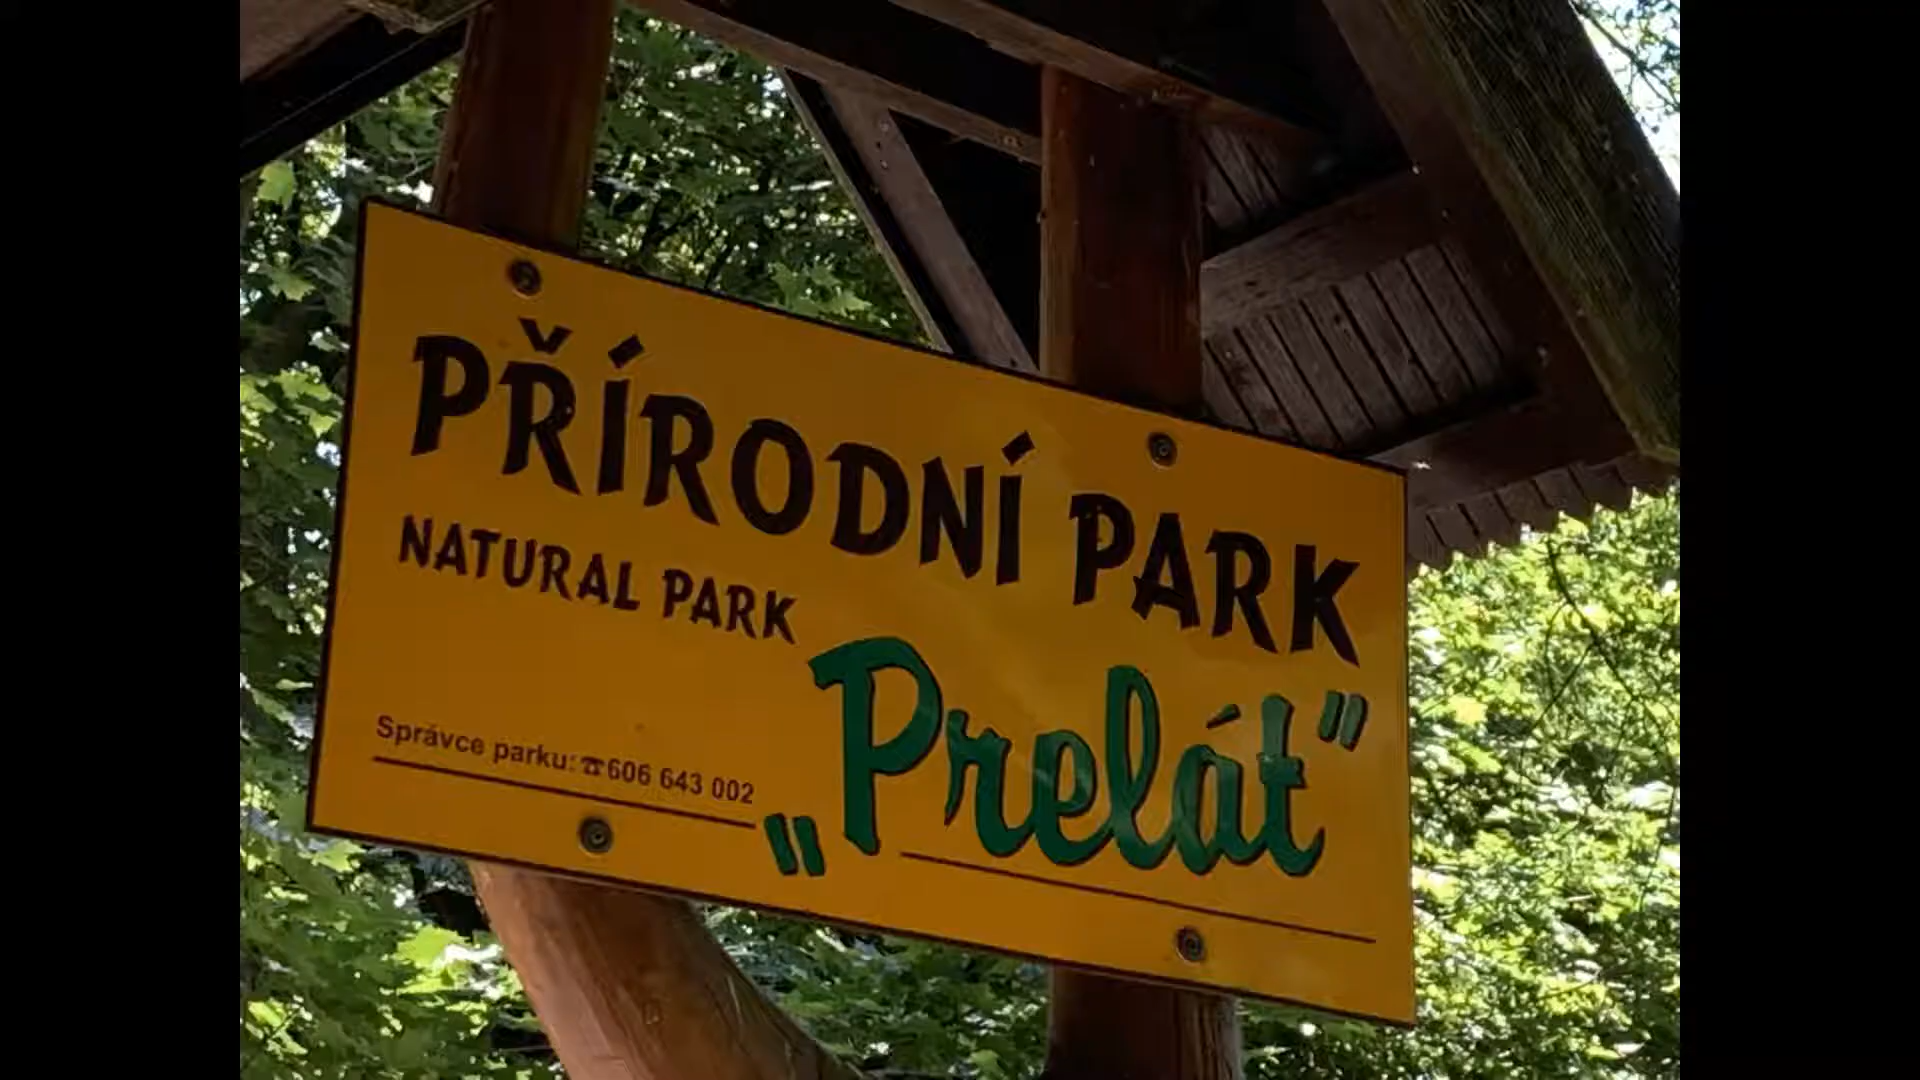 PŘÍRODNÍ PARK
NATURAL PARK
„Prelát"
Správce parku: ☎606 643 002